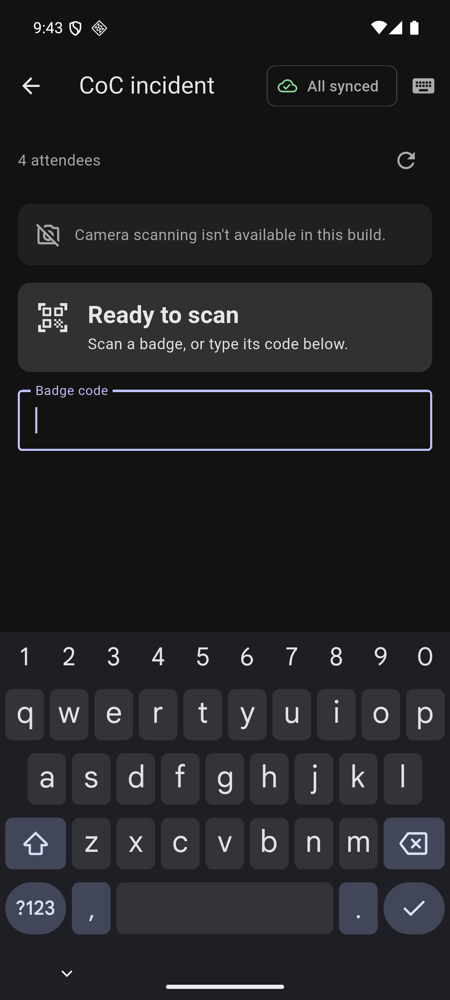 9:43
CoC incident
All synced
4 attendees
Camera scanning isn't available in this build.
Ready to scan
Scan a badge, or type its code below.
Badge code
1 2 3 4 5 6 7 8 9 0
q w e r t y u i o p
a s d f g h j k l
z x c v b n m
?123 , .